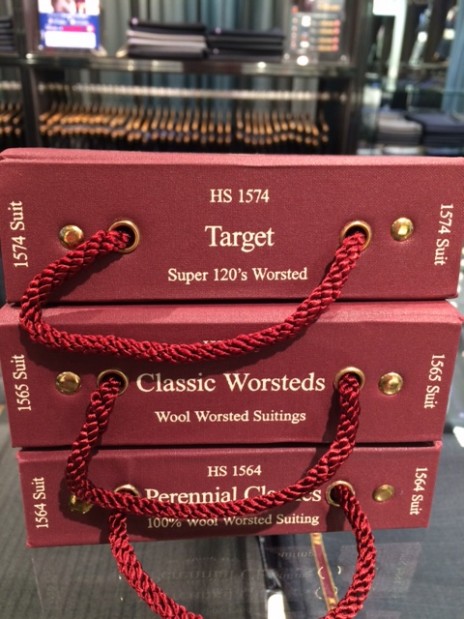 HS 1574
1574 Suit
Target
1574 Suit
Super 120's Worsted
1565 Suit
Classic Worsteds
1565 Suit
Wool Worsted Suitings
HS 1564
1564 Suit
Perennial
1564 Suit
100% Wool Worsted Suiting